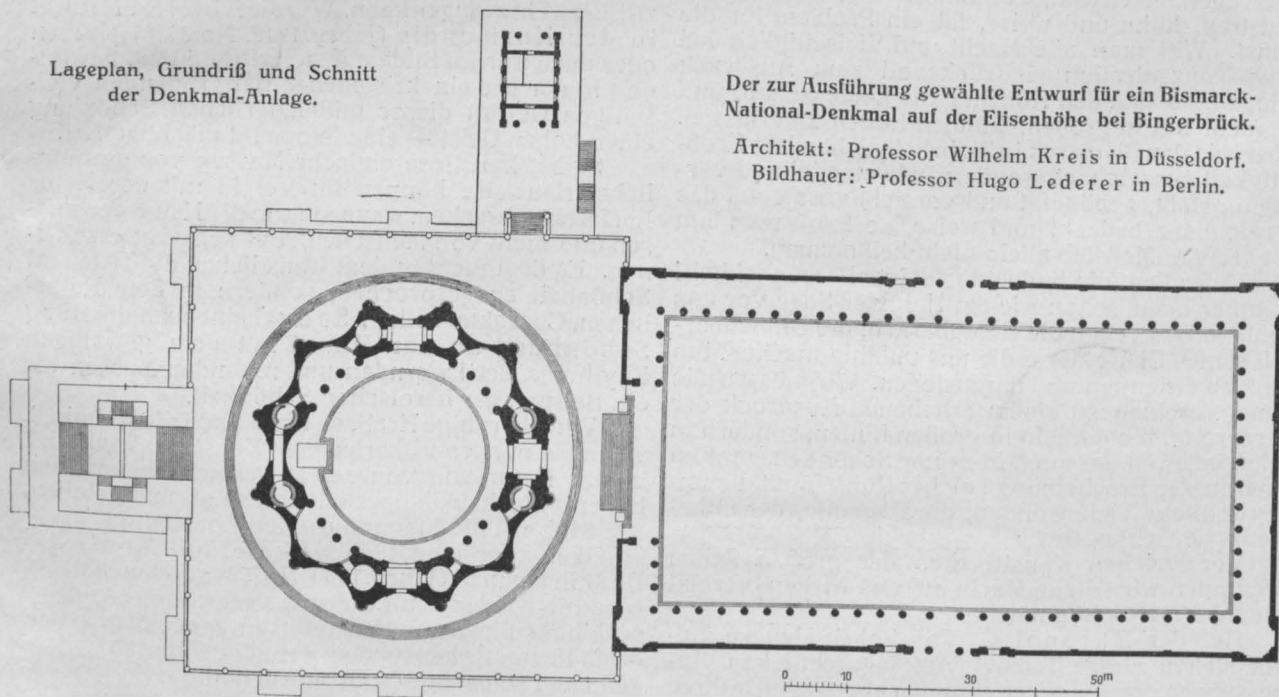 Lageplan, Grundriß und Schnitt
der Denkmal-Anlage.
Der zur Ausführung gewählte Entwurf für ein Bismarck-
National-Denkmal auf der Elisenhöhe bei Bingerbrück.
Architekt: Professor Wilhelm Kreis in Düsseldorf.
Bildhauer: Professor Hugo Lederer in Berlin.
0 10 20 30 40 50m